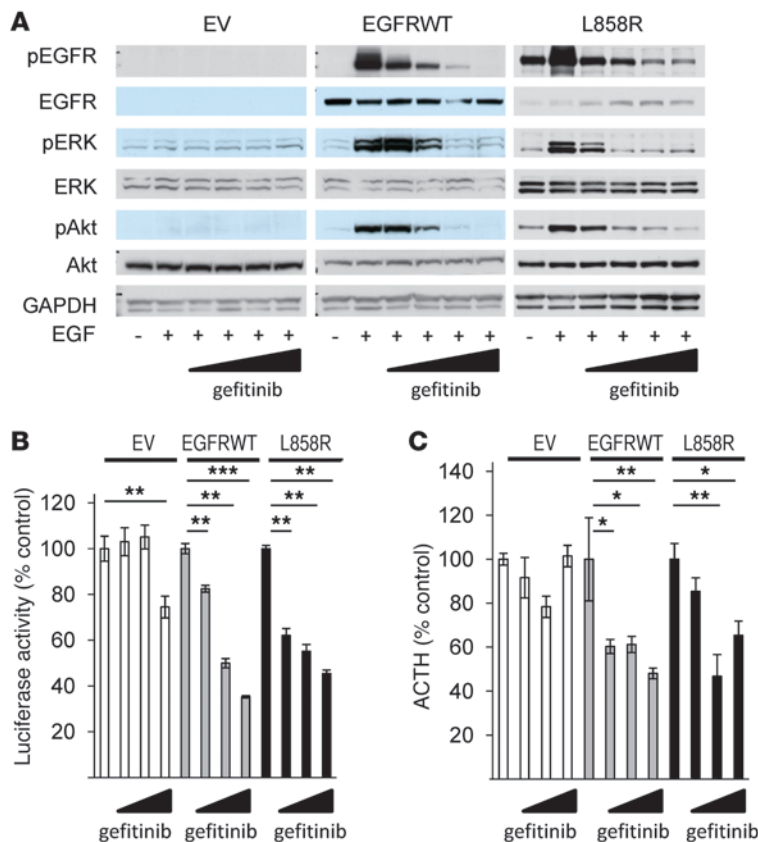 A
EV EGFRWT L858R
pEGFR
EGFR
pERK
ERK
pAkt
Akt
GAPDH
EGF - + + + + + - + + + + + - + + + + +
gefitinib gefitinib gefitinib
B
EV EGFRWT L858R
*** **
** ** **
** **
Luciferase activity (% control)
120
100
80
60
40
20
gefitinib gefitinib gefitinib
C
EV EGFRWT L858R
** *
* **
*
ACTH (% control)
140
120
100
80
60
40
20
gefitinib gefitinib gefitinib